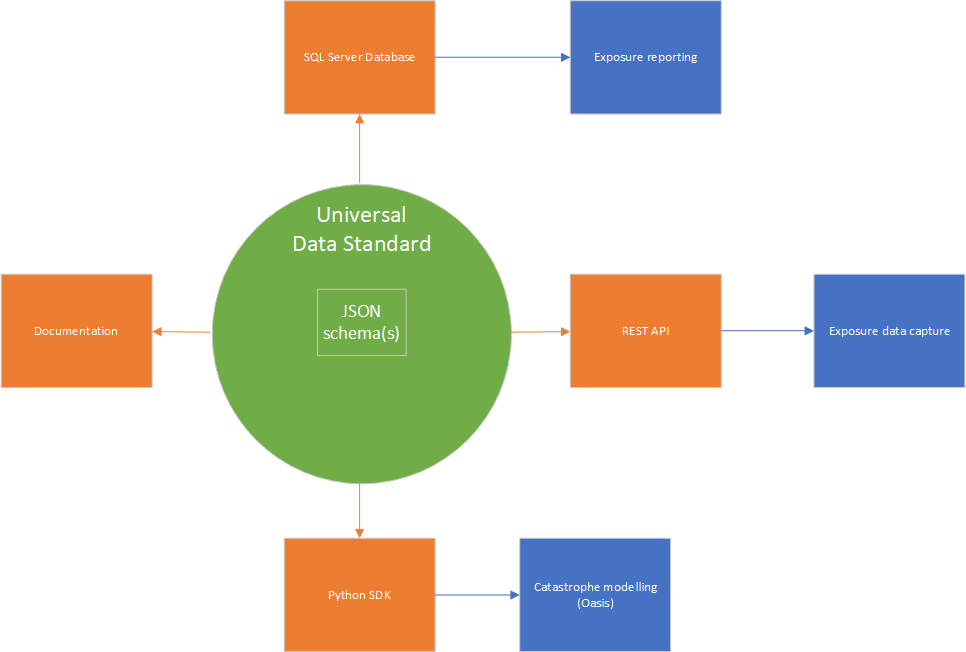 SQL Server Database
Exposure reporting
Universal
Data Standard
JSON
schema(s)
Documentation
REST API
Exposure data capture
Python SDK
Catastrophe modelling
(Oasis)